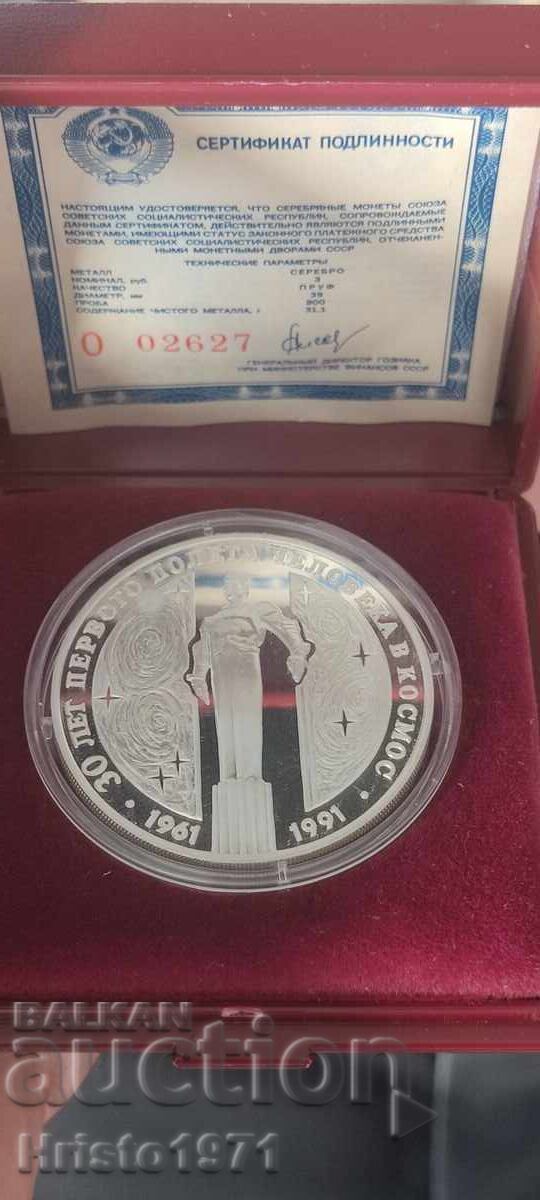 СЕРТИФИКАТ ПОДЛИННОСТИ
НАСТОЯЩИМ УДОСТОВЕРЯЕТСЯ, ЧТО СЕРЕБРЯНЫЕ МОНЕТЫ СОЮЗА
СОВЕТСКИХ СОЦИАЛИСТИЧЕСКИХ РЕСПУБЛИК, СОПРОВОЖДАЕМЫЕ
ДАННЫМ СЕРТИФИКАТОМ, ДЕЙСТВИТЕЛЬНО ЯВЛЯЮТСЯ ПОДЛИННЫМИ
МОНЕТАМИ, ИМЕЮЩИМИ СТАТУС ЗАКОННОГО ПЛАТЕЖНОГО СРЕДСТВА
СОЮЗА СОВЕТСКИХ СОЦИАЛИСТИЧЕСКИХ РЕСПУБЛИК, ОТЧЕКАНЕН-
НЫМИ МОНЕТНЫМИ ДВОРАМИ СССР
ТЕХНИЧЕСКИЕ ПАРАМЕТРЫ
МЕТАЛЛ СЕРЕБРО
НОМИНАЛ, руб. 3
КАЧЕСТВО ПРУФ
ДИАМЕТР, мм 39
ПРОБА 900
СОДЕРЖАНИЕ ЧИСТОГО МЕТАЛЛА, г 31,1
О 02627
ГЕНЕРАЛЬНЫЙ ДИРЕКТОР ГОЗНАКА
ПРИ МИНИСТЕРСТВЕ ФИНАНСОВ СССР
• 30 ЛЕТ ПЕРВОГО ПОЛЕТА ЧЕЛОВЕКА В КОСМОС •
1961 1991
BALKAN
auction
Hristo1971